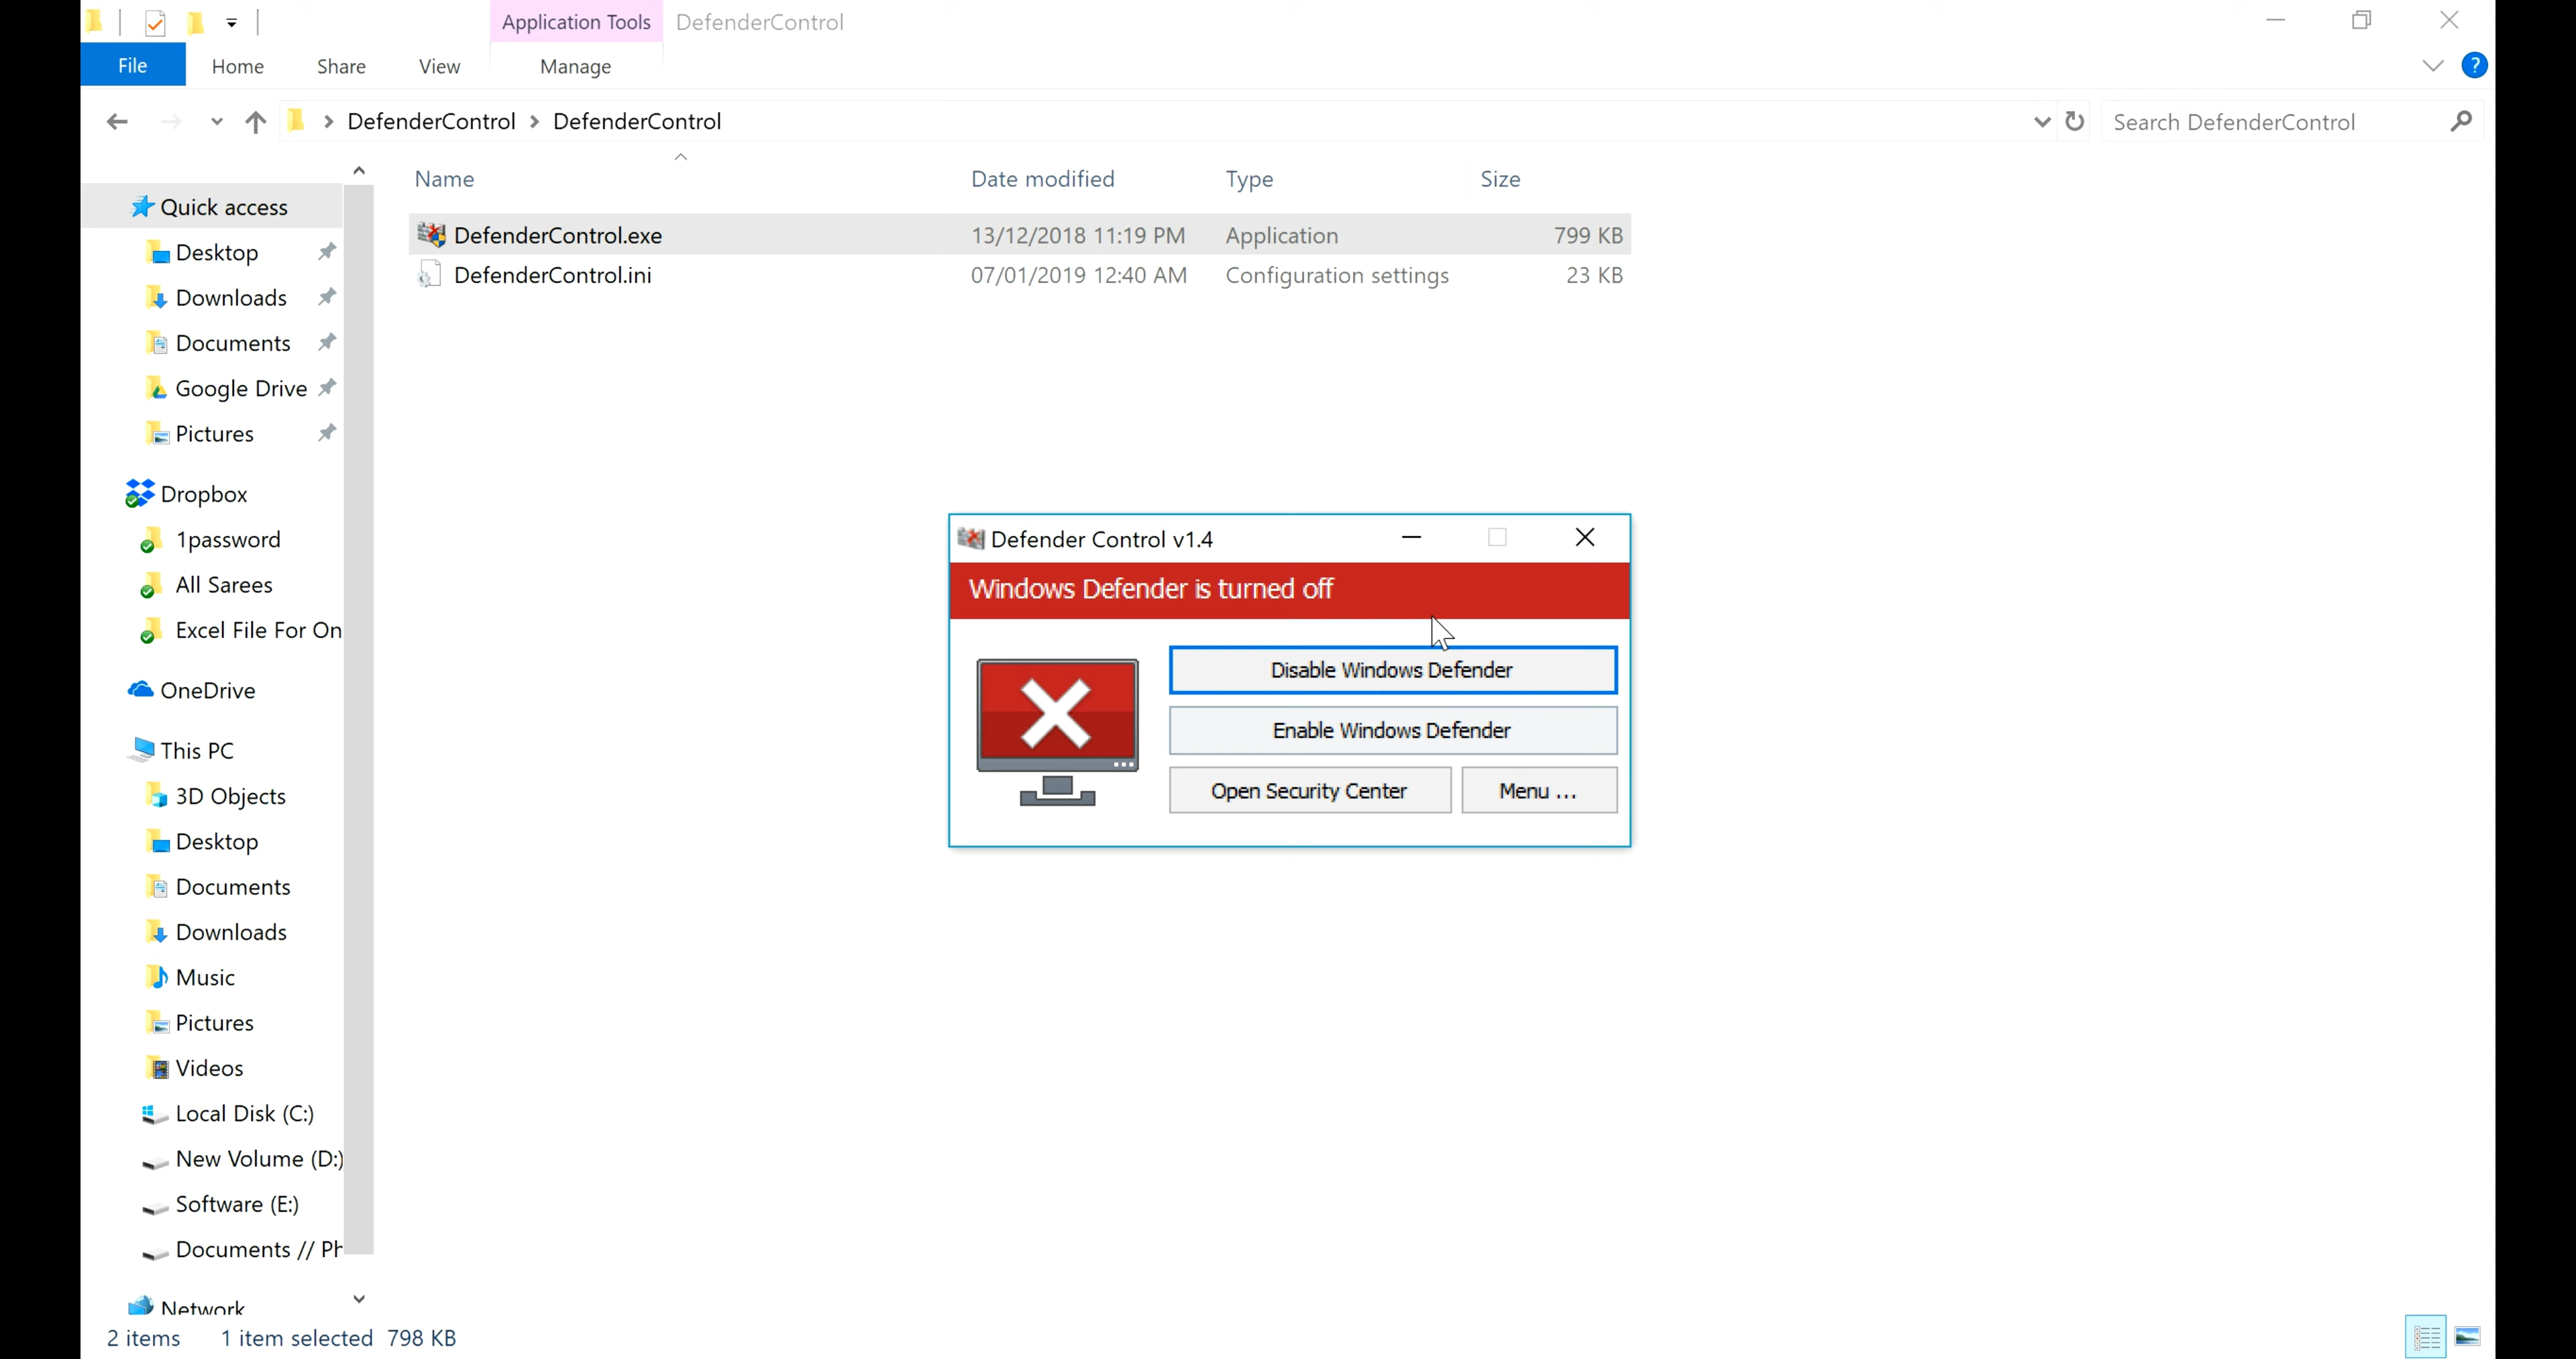 Application Tools DefenderControl
File Home Share View Manage
DefenderControl DefenderControl Search DefenderControl
Name Date modified Type Size
DefenderControl.exe 13/12/2018 11:19 PM Application 799 KB
DefenderControl.ini 07/01/2019 12:40 AM Configuration settings 23 KB
Quick access
Desktop
Downloads
Documents
Google Drive
Pictures
Dropbox
1password
All Sarees
Excel File For On
OneDrive
This PC
3D Objects
Desktop
Documents
Downloads
Music
Pictures
Videos
Local Disk (C:)
New Volume (D:)
Software (E:)
Documents // Ph
Network
Defender Control v1.4
Windows Defender is turned off
Disable Windows Defender
Enable Windows Defender
Open Security Center Menu ...
2 items 1 item selected 798 KB